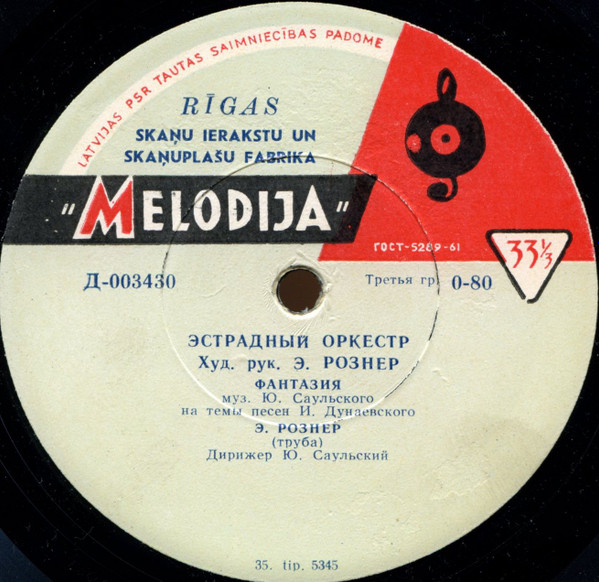 LATVIJAS PSR TAUTAS SAIMNIECĪBAS PADOME
RĪGAS
SKAŅU IERAKSTU UN
SKAŅUPLAŠU FABRIKA
"MELODIJA"
ГОСТ-5289-61
33⅓
Д-003430
Третья гр. 0-80
ЭСТРАДНЫЙ ОРКЕСТР
Худ. рук. Э. РОЗНЕР
ФАНТАЗИЯ
муз. Ю. Саульского
на темы песен И. Дунаевского
Э. РОЗНЕР
(труба)
Дирижер Ю. Саульский
35. tip. 5345